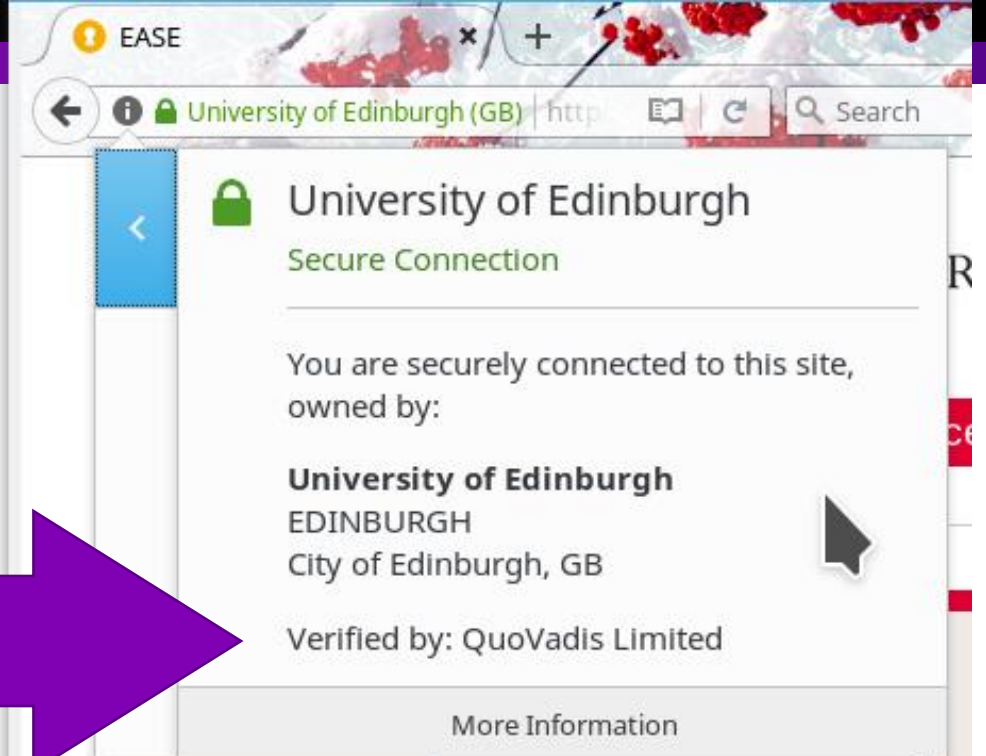 EASE
University of Edinburgh (GB) http
Search
University of Edinburgh
Secure Connection
You are securely connected to this site,
owned by:
University of Edinburgh
EDINBURGH
City of Edinburgh, GB
Verified by: QuoVadis Limited
More Information
R
ce